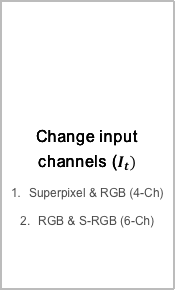 Change input
channels (𝑰𝒕)
1. Superpixel & RGB (4-Ch)
2. RGB & S-RGB (6-Ch)